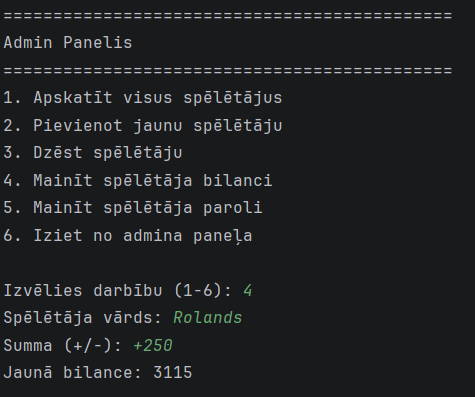 =============================================
Admin Panelis
=============================================
1. Apskatīt visus spēlētājus
2. Pievienot jaunu spēlētāju
3. Dzēst spēlētāju
4. Mainīt spēlētāja bilanci
5. Mainīt spēlētāja paroli
6. Iziet no admina paneļa
Izvēlies darbību (1-6): 4
Spēlētāja vārds: Rolands
Summa (+/-): +250
Jaunā bilance: 3115